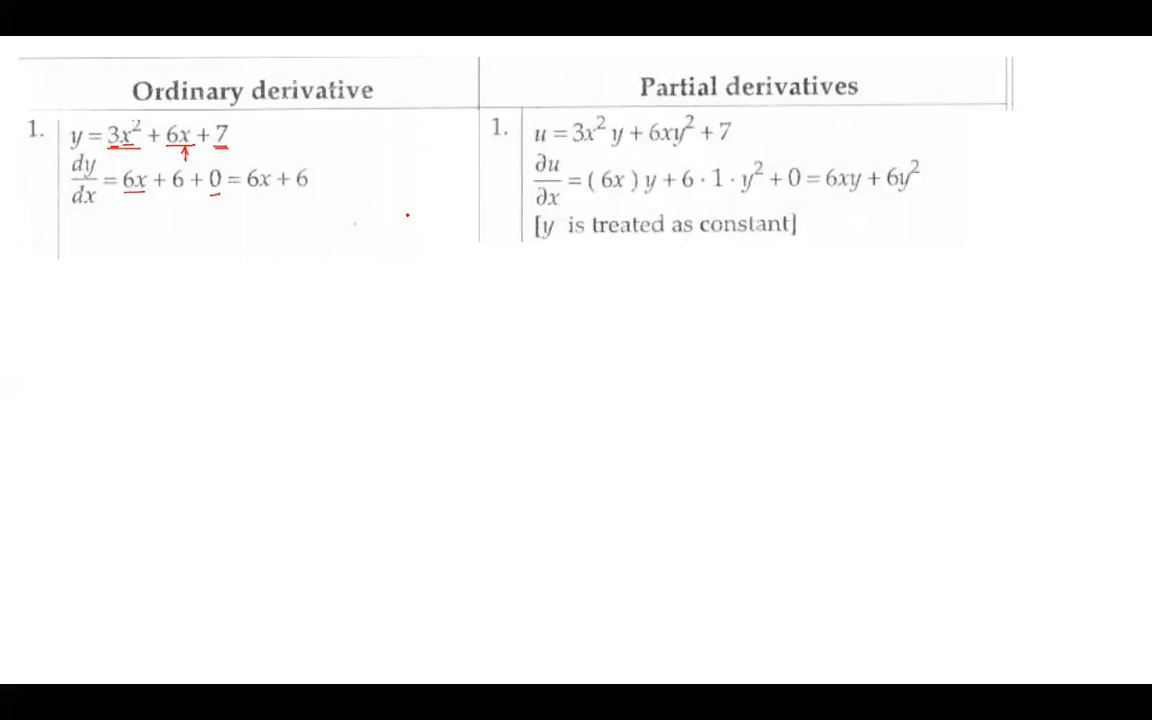 Ordinary derivative
1. y = 3x² + 6x + 7
dy/dx = 6x + 6 + 0 = 6x + 6
Partial derivatives
1. u = 3x² y + 6xy² + 7
∂u/∂x = ( 6x ) y + 6 · 1 · y² + 0 = 6xy + 6y²
[y is treated as constant]